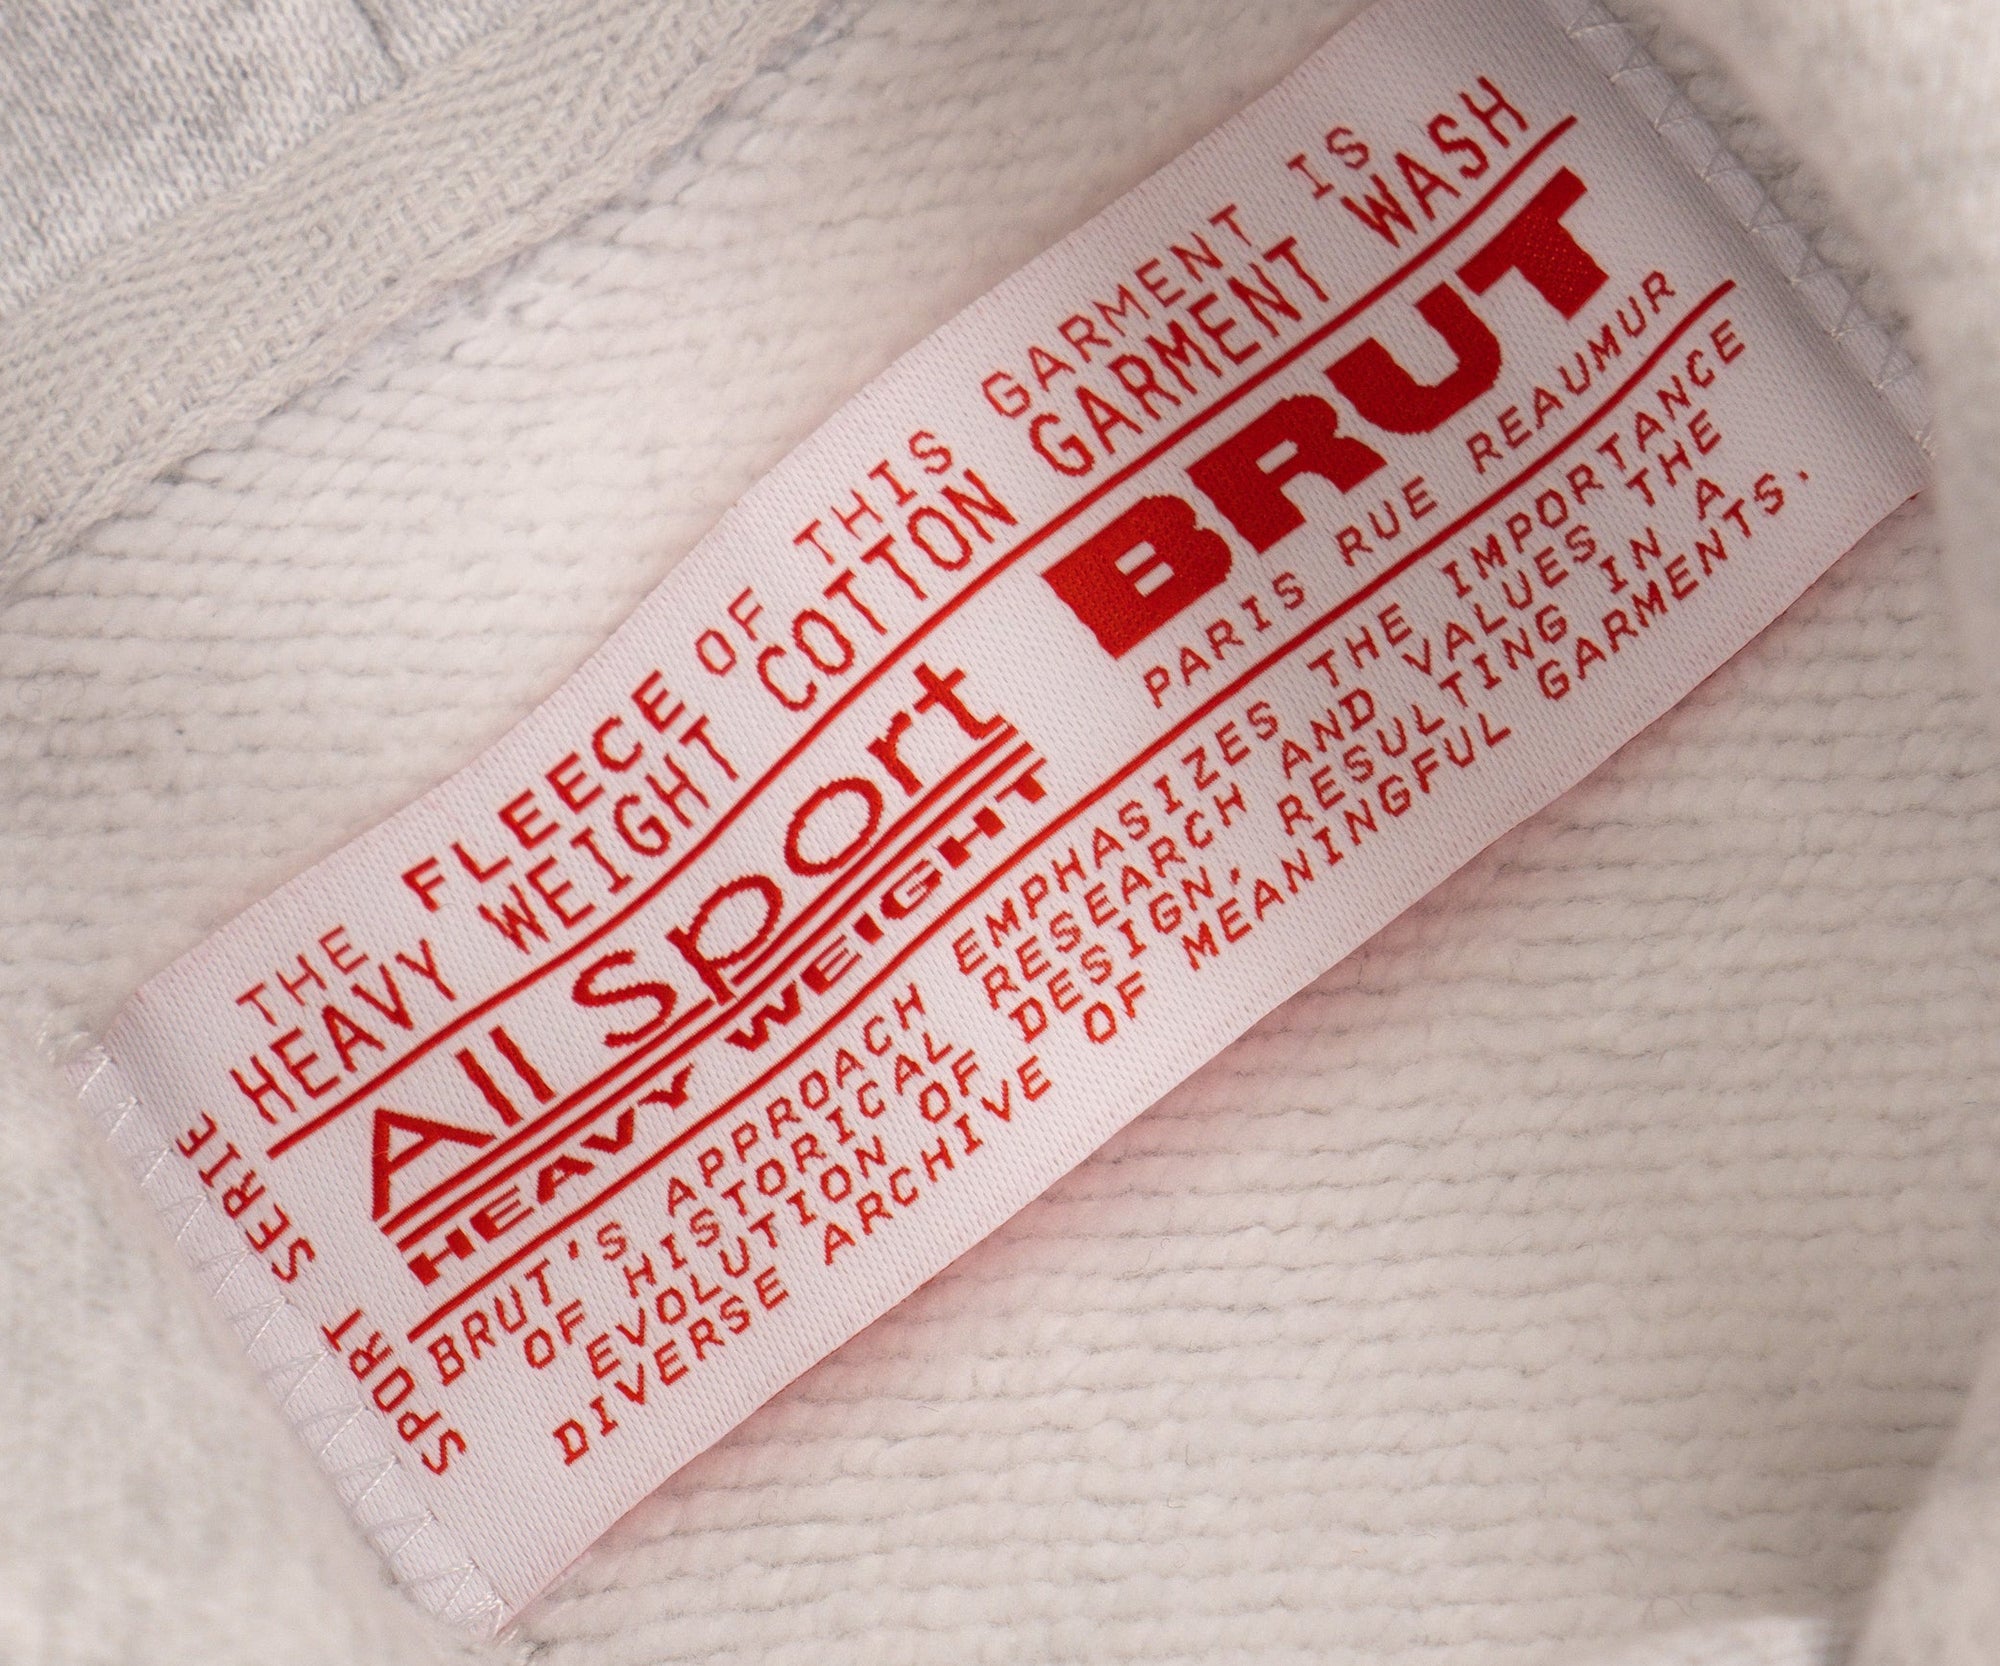 THE FLEECE OF THIS GARMENT IS
HEAVY WEIGHT COTTON GARMENT WASH
All sport
HEAVY WEIGHT
BRUT
PARIS RUE REAUMUR
BRUT'S APPROACH EMPHASIZES THE IMPORTANCE
OF HISTORICAL RESEARCH AND VALUES THE
EVOLUTION OF DESIGN, RESULTING IN A
DIVERSE ARCHIVE OF MEANINGFUL GARMENTS.
SPORT SERIE